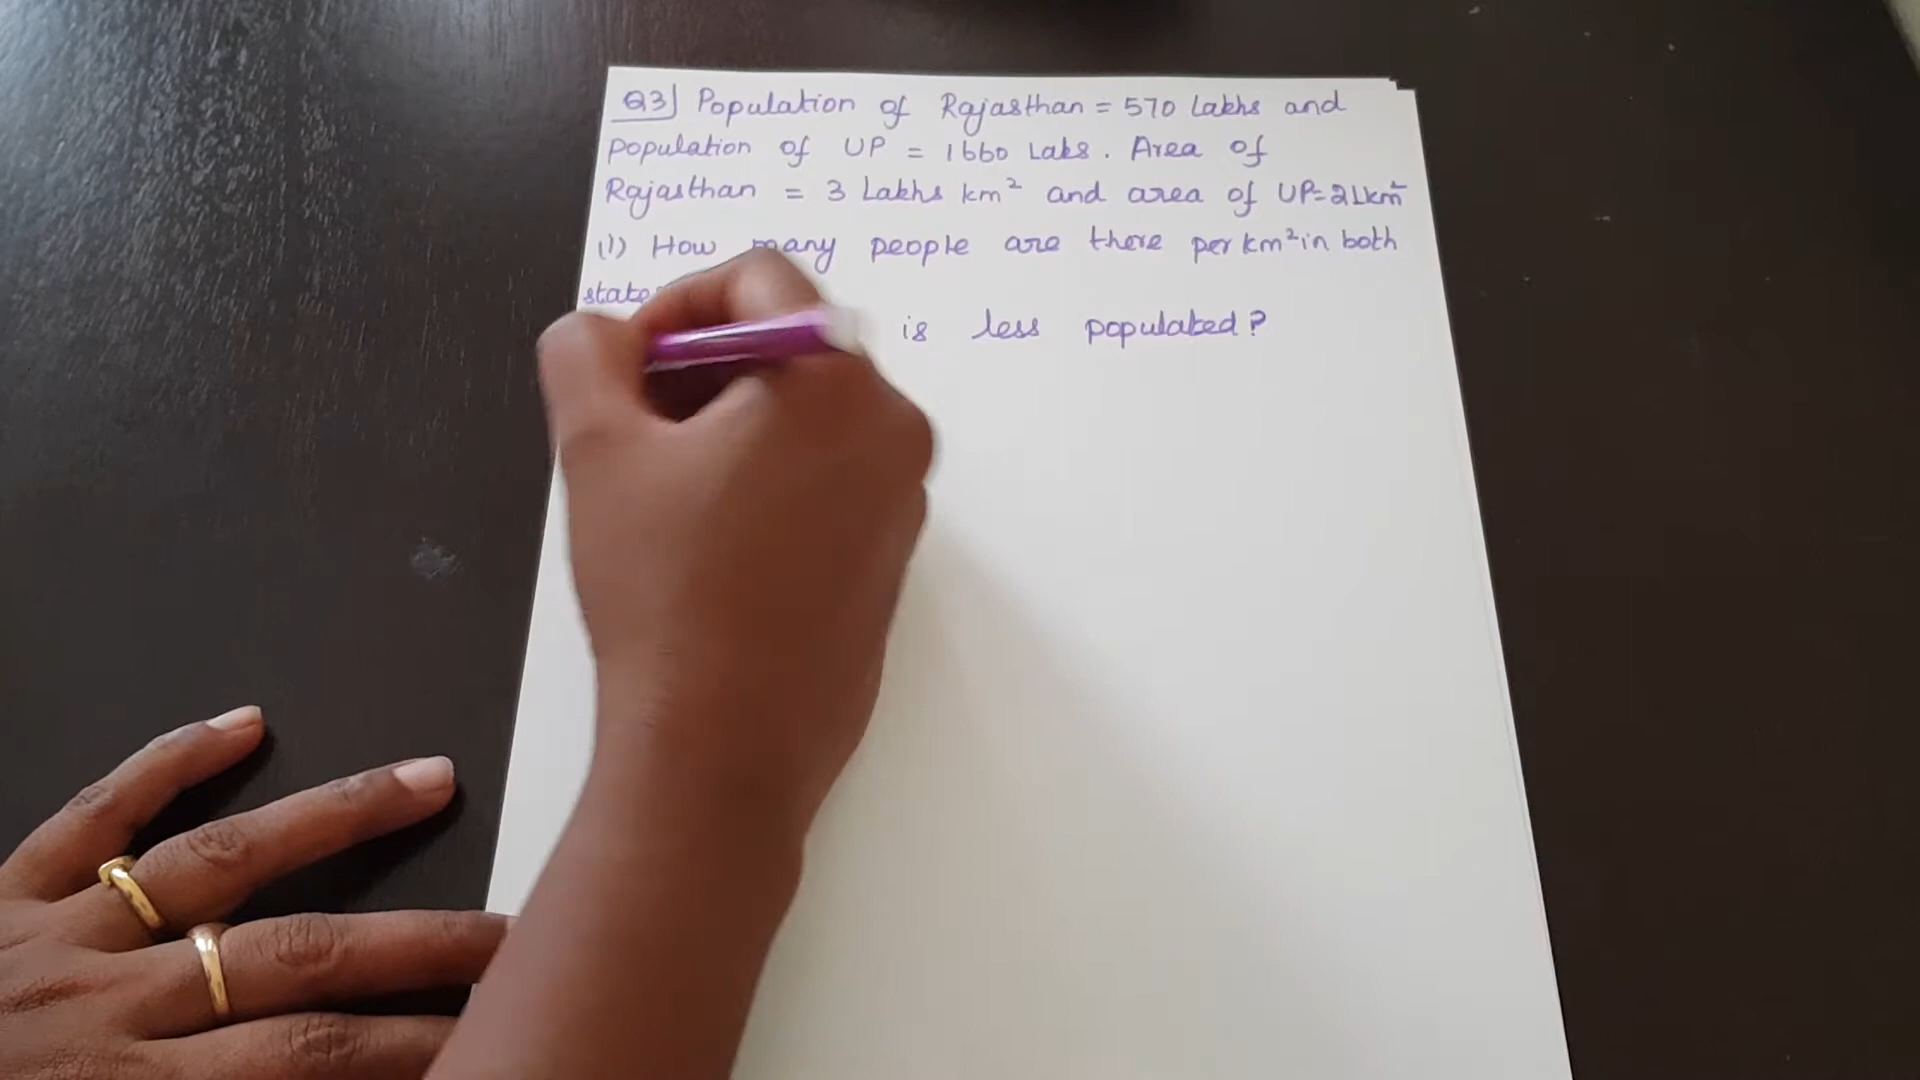 Q3) Population of Rajasthan = 570 Lakhs and
population of UP = 1660 Laks. Area of
Rajasthan = 3 Lakhs km² and area of UP=2Lkm²
(i) How many people are there per km² in both
state
is less populated?